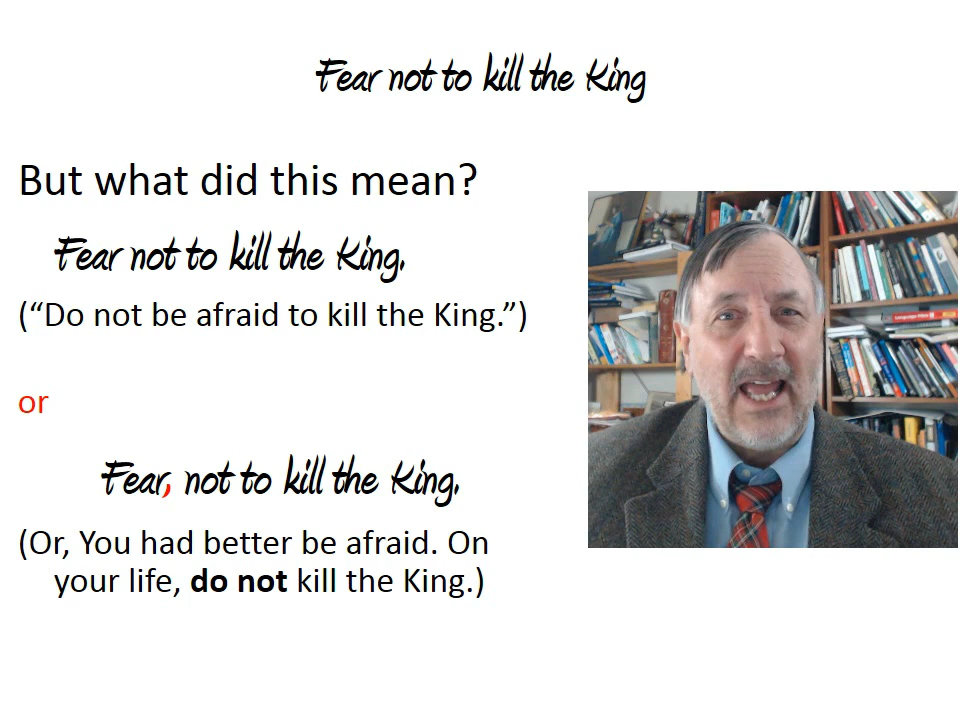 Fear not to kill the King
But what did this mean?
Fear not to kill the King.
(“Do not be afraid to kill the King.”)
or
Fear, not to kill the King.
(Or, You had better be afraid. On
your life, do not kill the King.)
Language Files